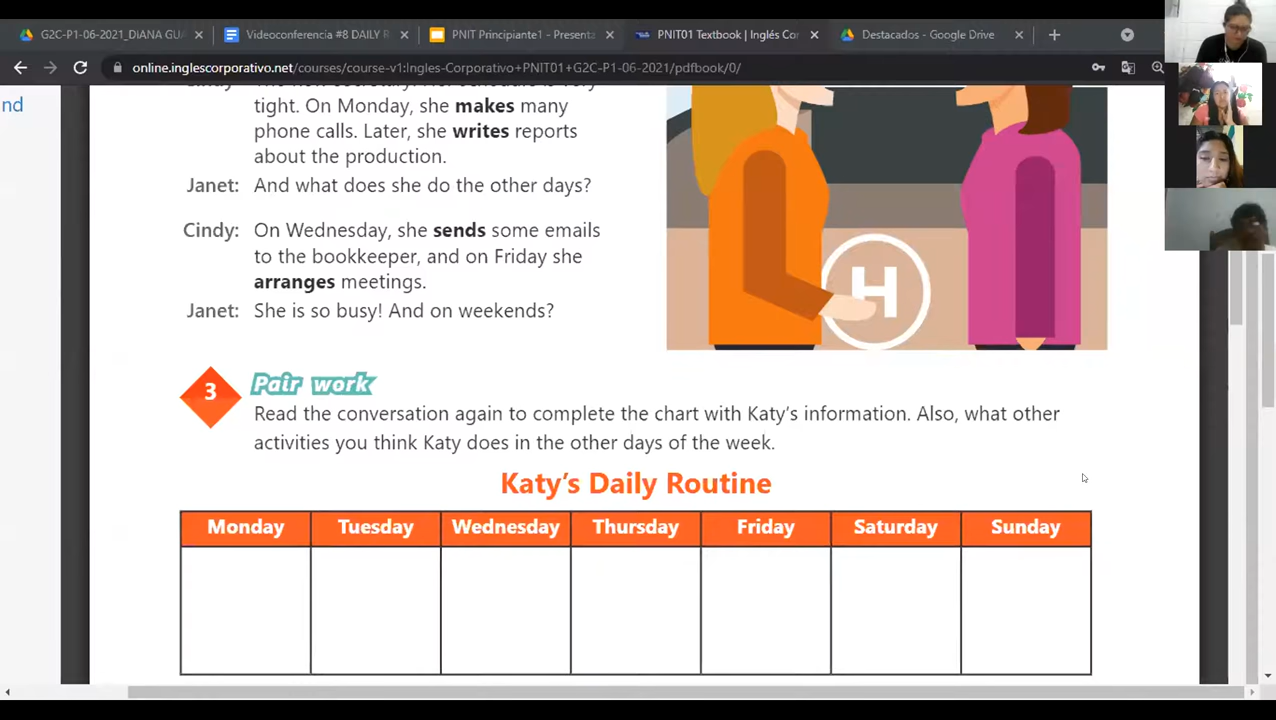 G2C-P1-06-2021_DIANA GUA
Videoconferencia #8 DAILY R
PNIT Principiante1 - Presenta
PNIT01 Textbook | Inglés Cor
Destacados - Google Drive
online.inglescorporativo.net/courses/course-v1:Ingles-Corporativo+PNIT01+G2C-P1-06-2021/pdfbook/0/
nd
tight. On Monday, she makes many
phone calls. Later, she writes reports
about the production.
Janet: And what does she do the other days?
Cindy: On Wednesday, she sends some emails
to the bookkeeper, and on Friday she
arranges meetings.
Janet: She is so busy! And on weekends?
H
3
Pair work
Read the conversation again to complete the chart with Katy's information. Also, what other
activities you think Katy does in the other days of the week.
Katy's Daily Routine
Monday Tuesday Wednesday Thursday Friday Saturday Sunday